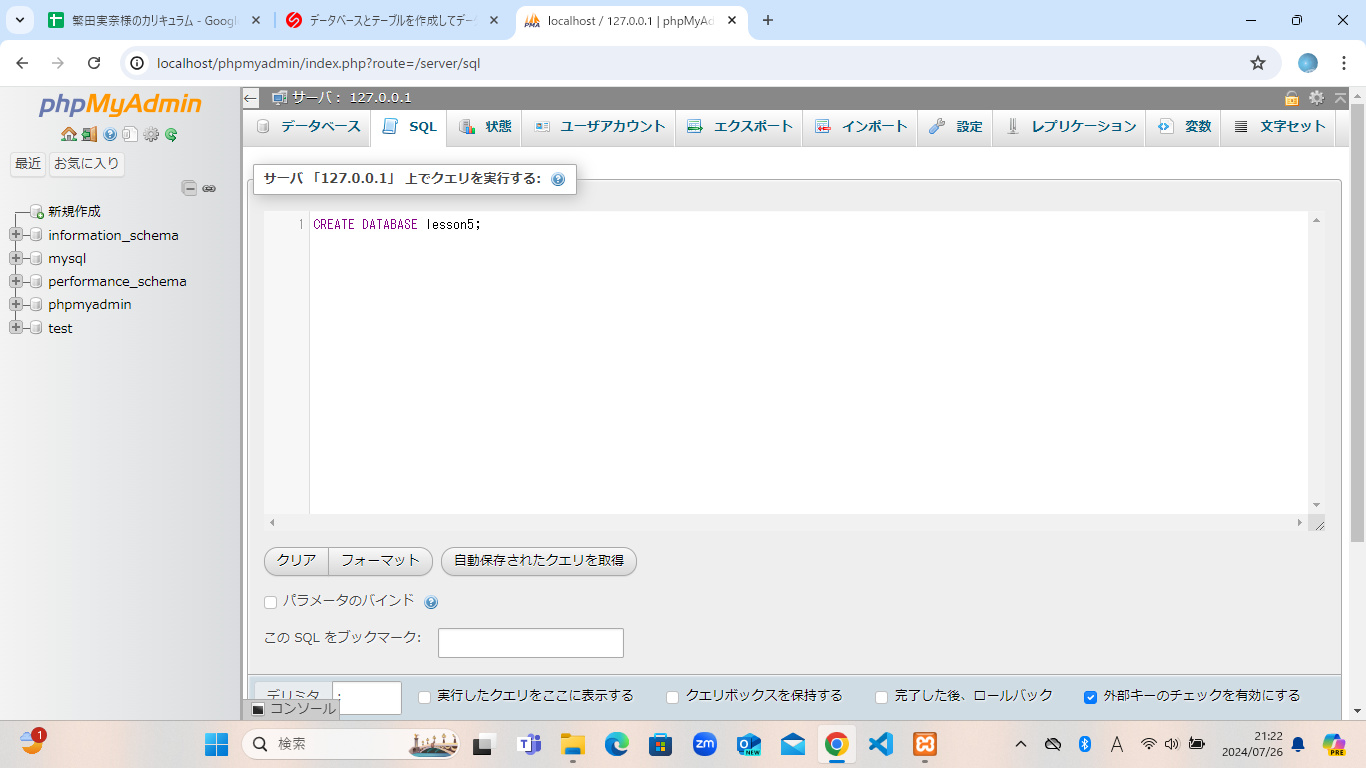 繁田実奈様のカリキュラム - Google
データベースとテーブルを作成してデー
localhost / 127.0.0.1 | phpMyAd
localhost/phpmyadmin/index.php?route=/server/sql
phpMyAdmin
最近 お気に入り
新規作成
information_schema
mysql
performance_schema
phpmyadmin
test
サーバ： 127.0.0.1
データベース SQL 状態 ユーザアカウント エクスポート インポート 設定 レプリケーション 変数 文字セット
サーバ 「127.0.0.1」 上でクエリを実行する:
1 CREATE DATABASE lesson5;
クリア フォーマット 自動保存されたクエリを取得
パラメータのバインド
この SQL をブックマーク:
デリミタ ; 実行したクエリをここに表示する クエリボックスを保持する 完了した後、ロールバック 外部キーのチェックを有効にする
コンソール
1
検索
zm
NEW
A
21:22
2024/07/26
PRE